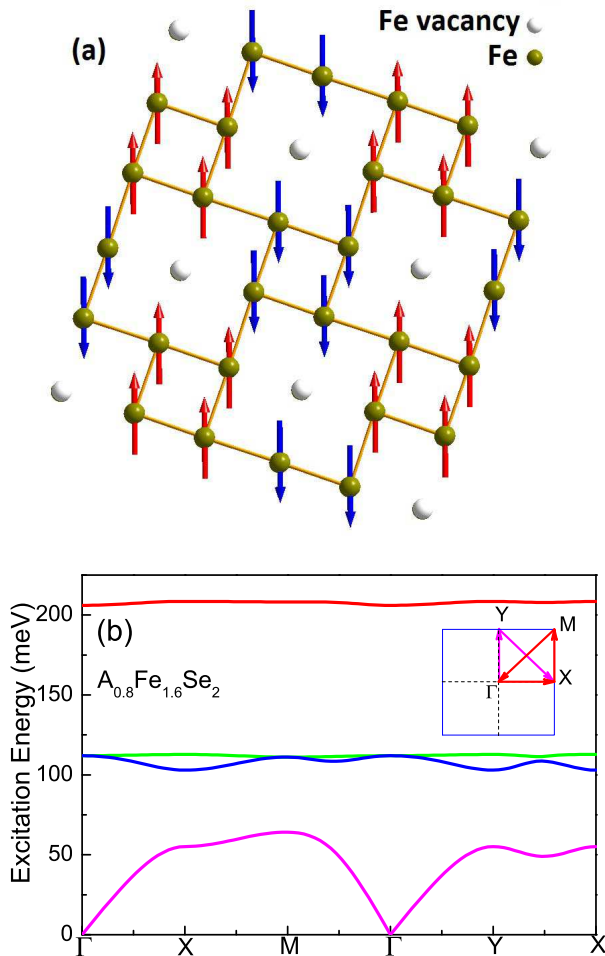 (a)
Fe vacancy
Fe
(b)
A0.8Fe1.6Se2
Excitation Energy (meV)
200
150
100
50
0
Γ X M Γ Y X
Y
M
Γ
X